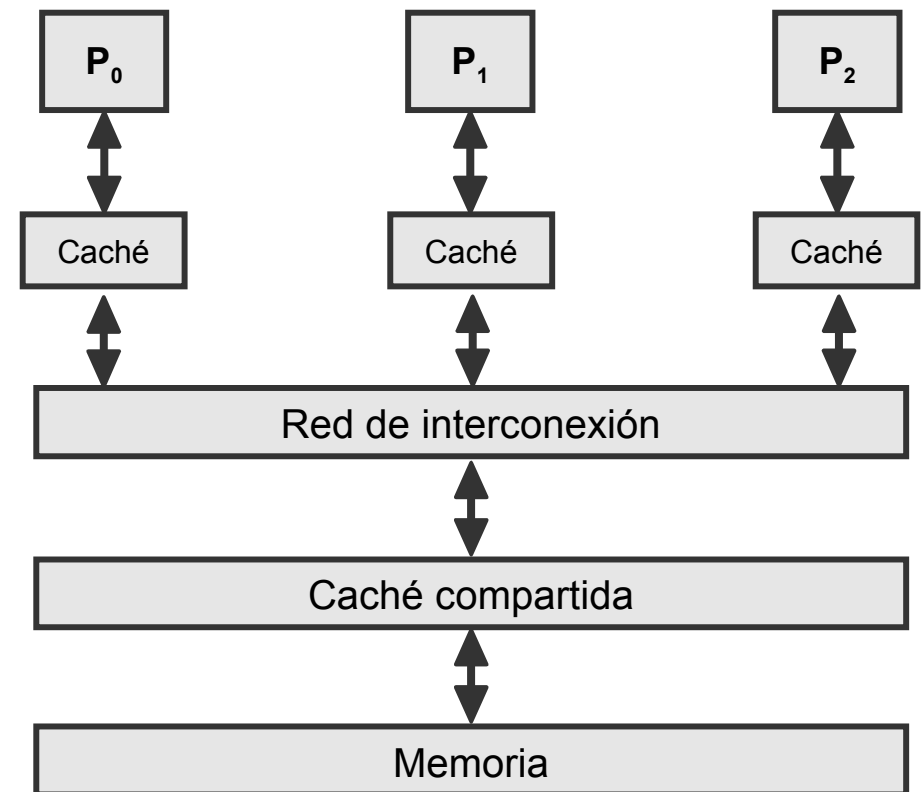 P₀
P₁
P₂
Caché
Caché
Caché
Red de interconexión
Caché compartida
Memoria